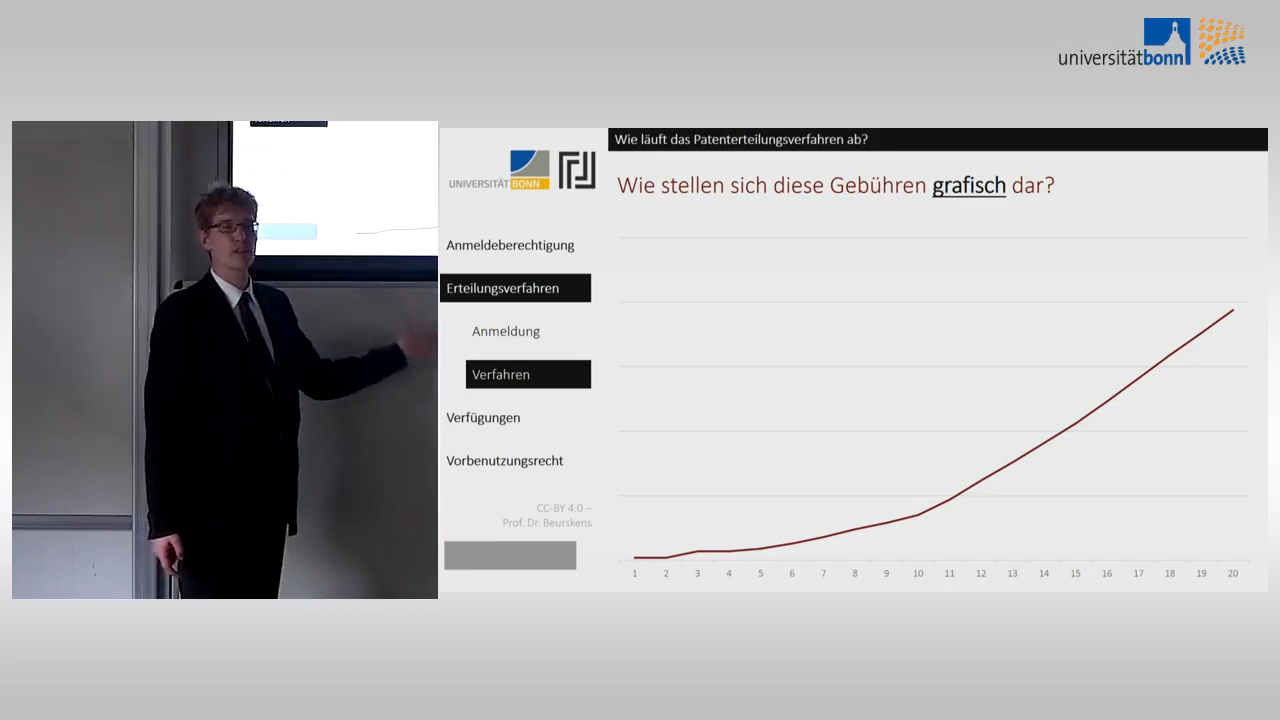 universitätbonn
Wie läuft das Patenterteilungsverfahren ab?
UNIVERSITÄT BONN
Wie stellen sich diese Gebühren grafisch dar?
Anmeldeberechtigung
Erteilungsverfahren
Anmeldung
Verfahren
Verfügungen
Vorbenutzungsrecht
CC-BY 4.0 –
Prof. Dr. Beurskens
1 2 3 4 5 6 7 8 9 10 11 12 13 14 15 16 17 18 19 20